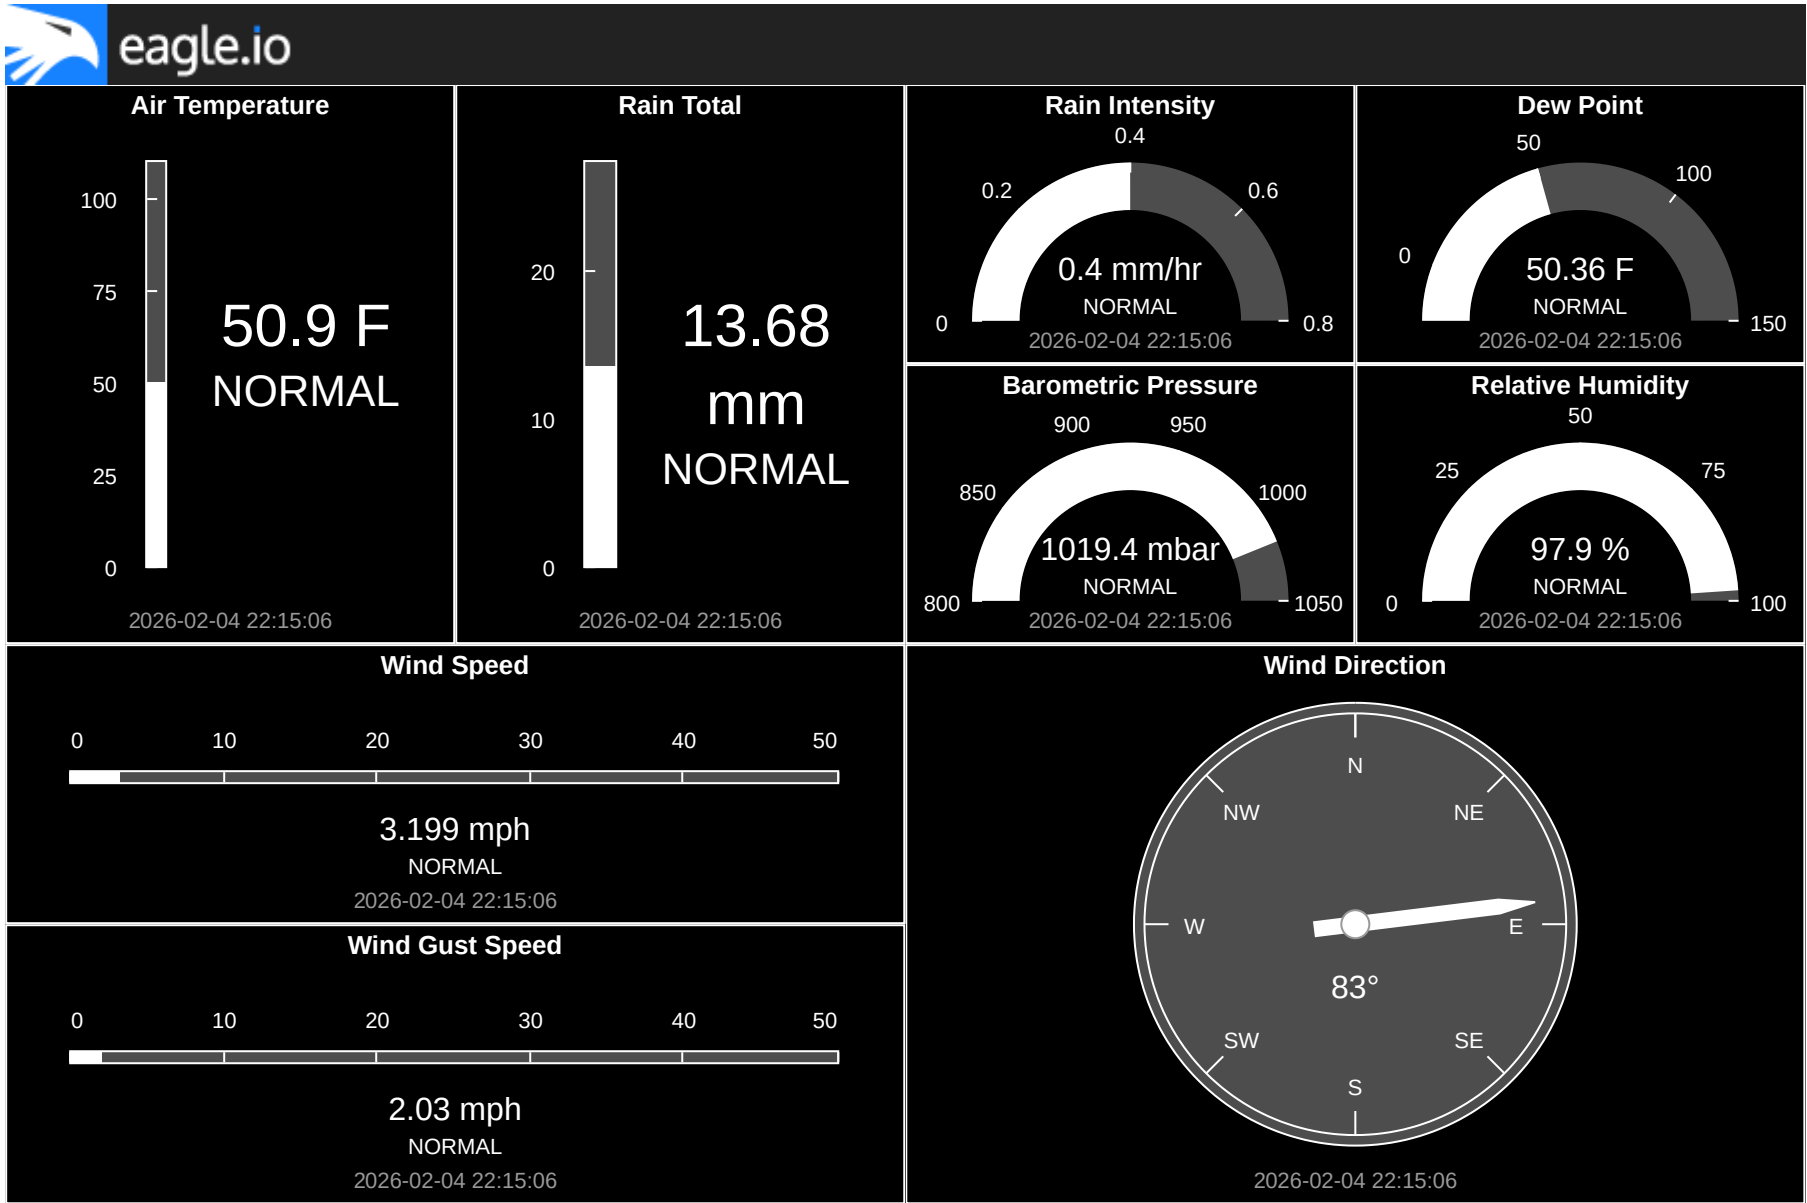 eagle.io
Air Temperature
100
75
50
25
0
50.9 F
NORMAL
2026-02-04 22:15:06
Rain Total
20
10
0
13.68
mm
NORMAL
2026-02-04 22:15:06
Rain Intensity
0.4
0.2
0.6
0
0.8
0.4 mm/hr
NORMAL
2026-02-04 22:15:06
Dew Point
50
100
0
150
50.36 F
NORMAL
2026-02-04 22:15:06
Barometric Pressure
900
950
850
1000
800
1050
1019.4 mbar
NORMAL
2026-02-04 22:15:06
Relative Humidity
50
25
75
0
100
97.9 %
NORMAL
2026-02-04 22:15:06
Wind Speed
0 10 20 30 40 50
3.199 mph
NORMAL
2026-02-04 22:15:06
Wind Gust Speed
0 10 20 30 40 50
2.03 mph
NORMAL
2026-02-04 22:15:06
Wind Direction
N
NW
NE
W
E
83°
SW
SE
S
2026-02-04 22:15:06